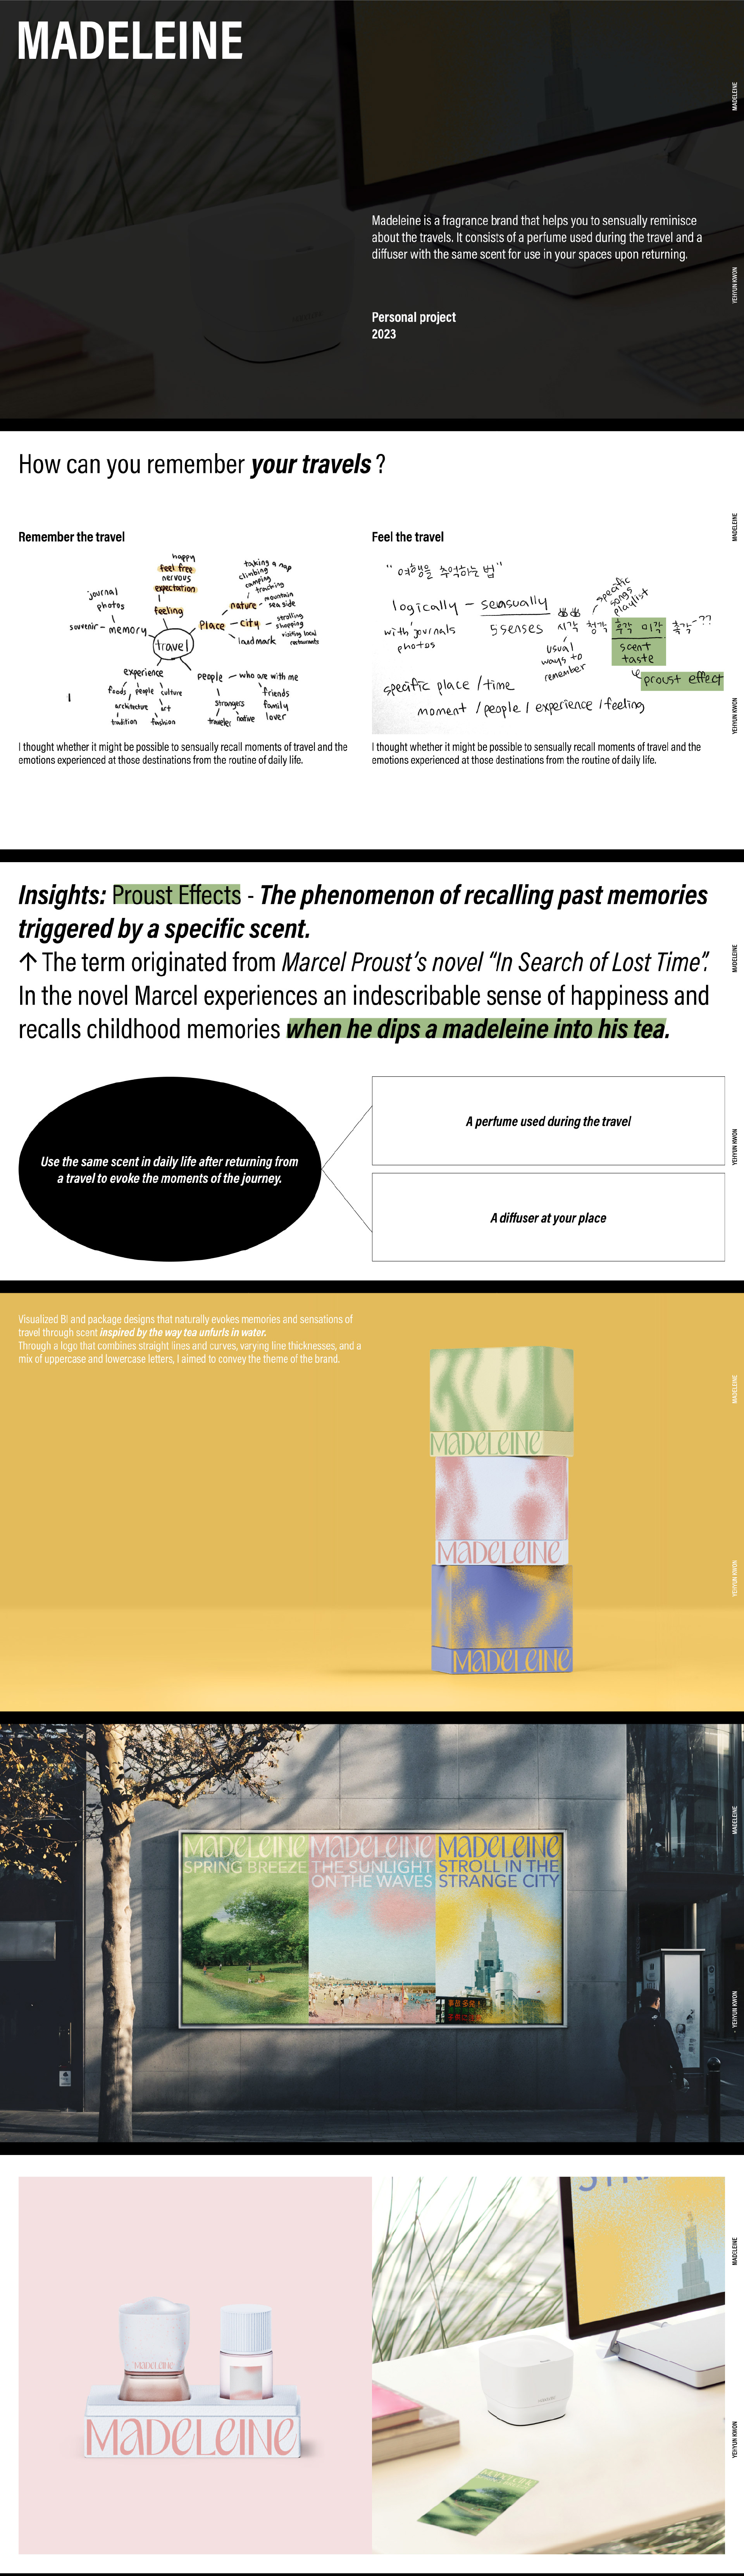 MADELEINE
MADELEINE
Madeleine is a fragrance brand that helps you to sensually reminisce
about the travels. It consists of a perfume used during the travel and a
diffuser with the same scent for use in your spaces upon returning.
YEHYUN KWON
Personal project
2023
How can you remember your travels ?
MADELEINE
Remember the travel
happy
feel free
nervous
expectation
feeling
journal
photos
souvenir - memory
travel
taking a nap
climbing
camping
tracking
mountain
nature - sea side
place - city - strolling
shopping
visiting local
restaurants
landmark
experience
foods people culture
architecture art
tradition fashion
people - who are with me
friends
family
lover
strangers
traveler native
I thought whether it might be possible to sensually recall moments of travel and the
emotions experienced at those destinations from the routine of daily life.
Feel the travel
"여행을 추억하는 법"
specific
songs
playlist
logically - sensually
with journals
photos
5 senses 시각 청각 후각 미각 촉각 - ??
usual
ways to
remember
scent
taste
proust effect
specific place / time
moment / people / experience / feeling
I thought whether it might be possible to sensually recall moments of travel and the
emotions experienced at those destinations from the routine of daily life.
YEHYUN KWON
Insights: Proust Effects - The phenomenon of recalling past memories
triggered by a specific scent.
↑ The term originated from Marcel Proust's novel "In Search of Lost Time".
In the novel Marcel experiences an indescribable sense of happiness and
recalls childhood memories when he dips a madeleine into his tea.
MADELEINE
Use the same scent in daily life after returning from
a travel to evoke the moments of the journey.
A perfume used during the travel
A diffuser at your place
YEHYUN KWON
Visualized BI and package designs that naturally evokes memories and sensations of
travel through scent inspired by the way tea unfurls in water.
Through a logo that combines straight lines and curves, varying line thicknesses, and a
mix of uppercase and lowercase letters, I aimed to convey the theme of the brand.
MADELEINE
MADELEINE
MADELEINE
MADELEINE
YEHYUN KWON
MADELEINE
MADELEINE
SPRING BREEZE
MADELEINE
THE SUNLIGHT
ON THE WAVES
MADELEINE
STROLL IN THE
STRANGE CITY
- YEHYUN KWON
MADELEINE
MADELEINE
MADELEINE
YEHYUN KWON